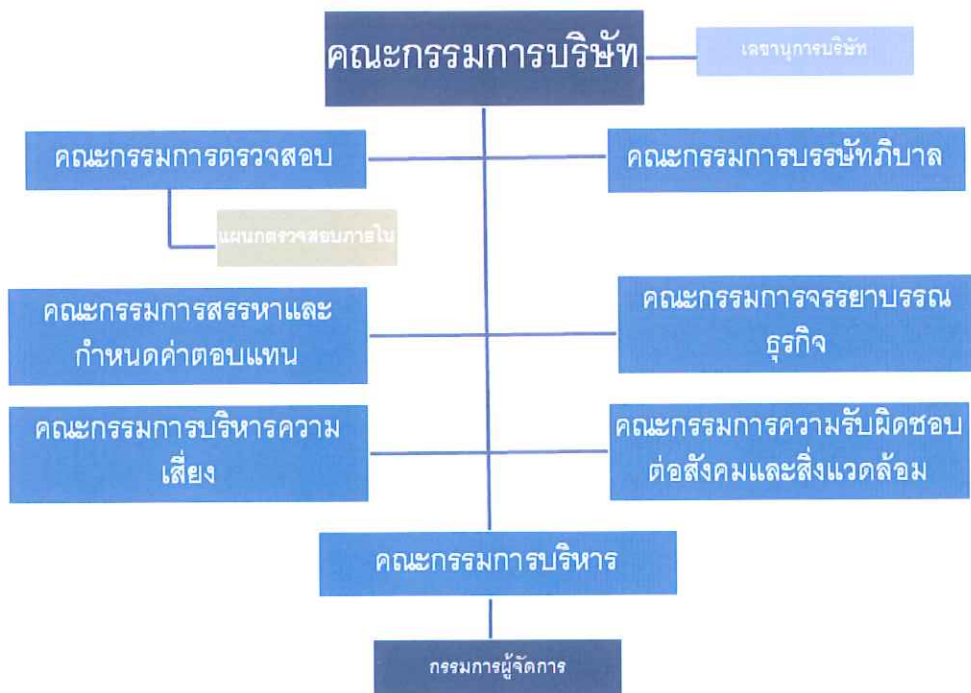 คณะกรรมการบริษัท
เลขานุการบริษัท
คณะกรรมการตรวจสอบ
คณะกรรมการบรรษัทภิบาล
แผนกตรวจสอบภายใน
คณะกรรมการสรรหาและ
กำหนดค่าตอบแทน
คณะกรรมการจรรยาบรรณ
ธุรกิจ
คณะกรรมการบริหารความ
เสี่ยง
คณะกรรมการความรับผิดชอบ
ต่อสังคมและสิ่งแวดล้อม
คณะกรรมการบริหาร
กรรมการผู้จัดการ